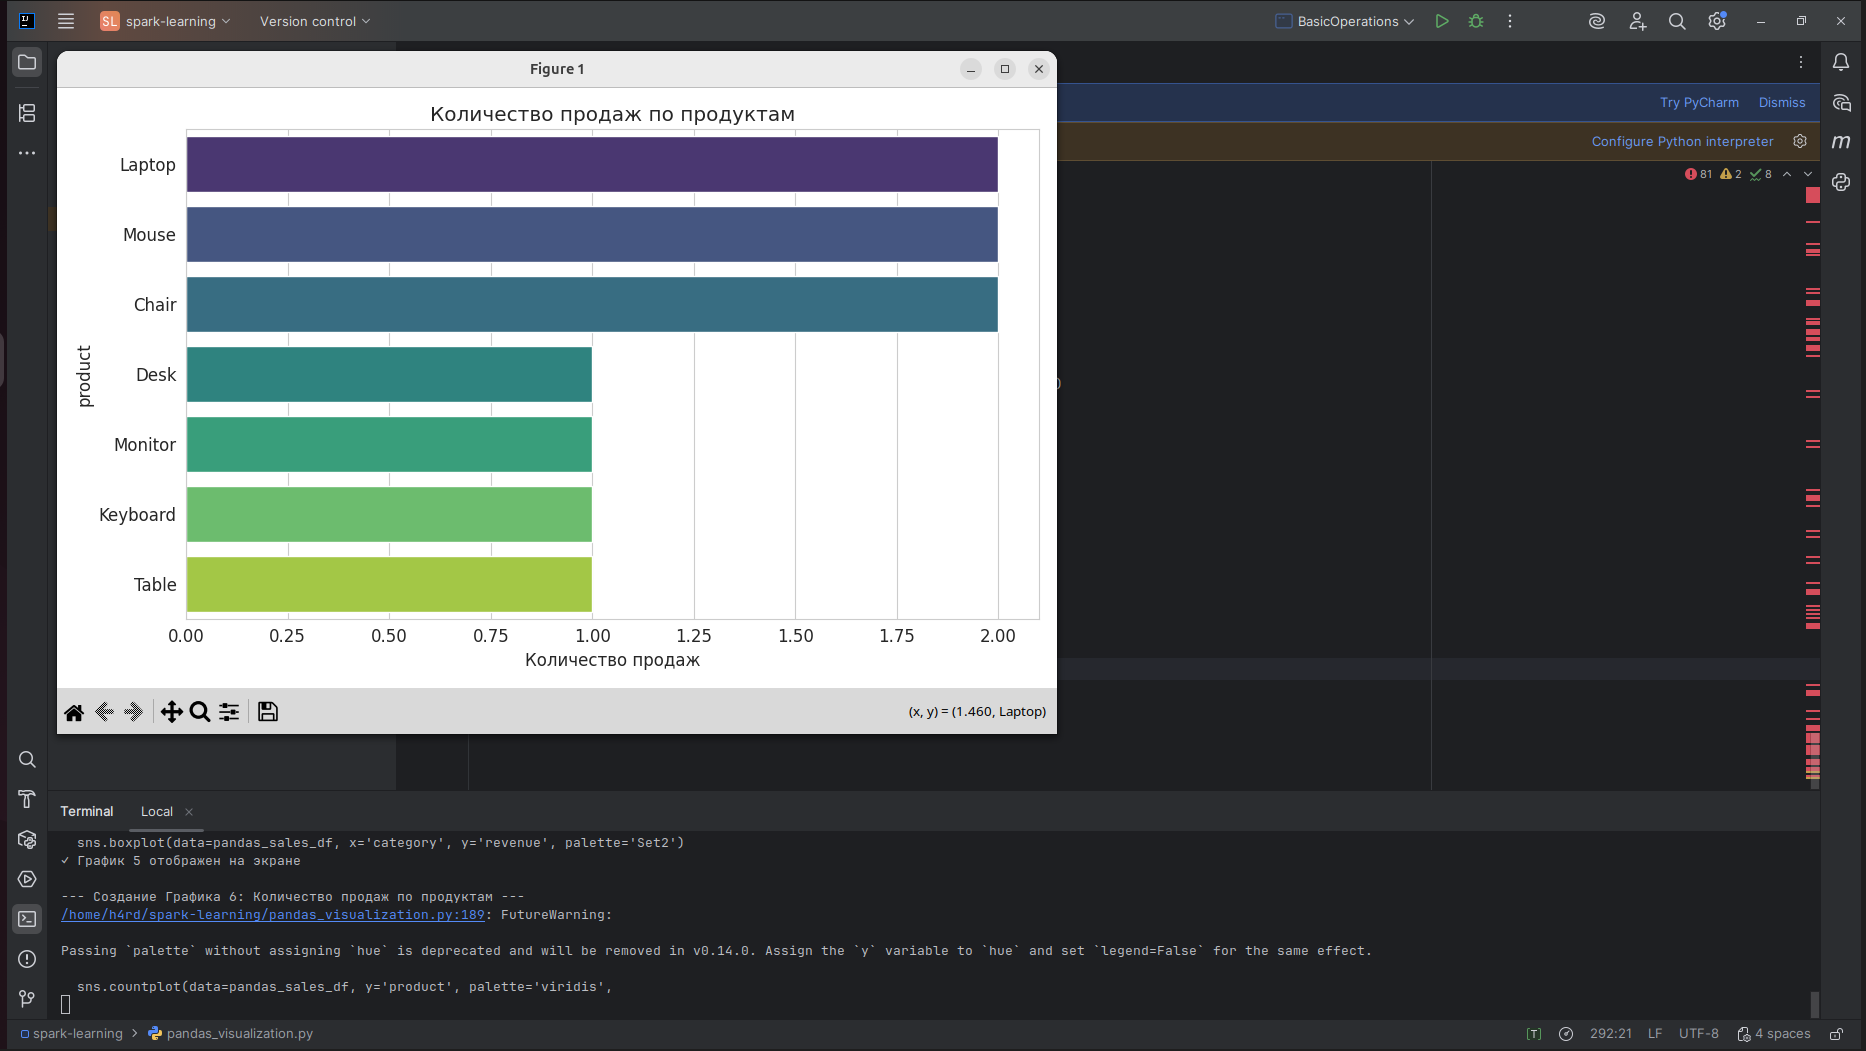 SL spark-learning Version control BasicOperations
Figure 1
Try PyCharm Dismiss
Configure Python interpreter
81 2 8
Количество продаж по продуктам
Laptop
Mouse
Chair
Desk
Monitor
Keyboard
Table
product
0.00 0.25 0.50 0.75 1.00 1.25 1.50 1.75 2.00
Количество продаж
(x, y) = (1.460, Laptop)
Terminal Local
sns.boxplot(data=pandas_sales_df, x='category', y='revenue', palette='Set2')
✓ График 5 отображен на экране
--- Создание Графика 6: Количество продаж по продуктам ---
/home/h4rd/spark-learning/pandas_visualization.py:189: FutureWarning:
Passing `palette` without assigning `hue` is deprecated and will be removed in v0.14.0. Assign the `y` variable to `hue` and set `legend=False` for the same effect.
sns.countplot(data=pandas_sales_df, y='product', palette='viridis',
spark-learning > pandas_visualization.py [T] 292:21 LF UTF-8 4 spaces